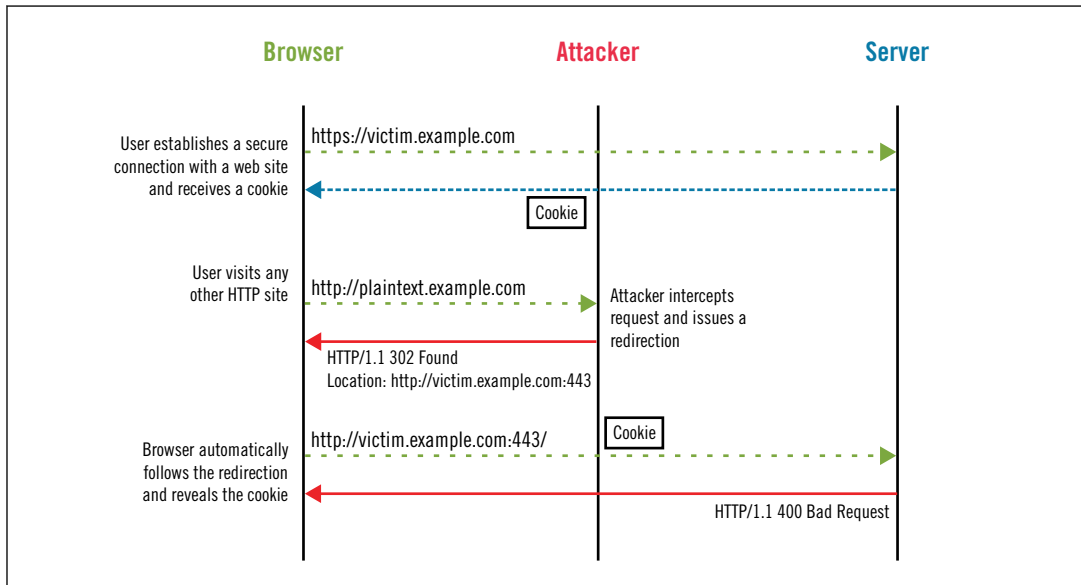 Browser
Attacker
Server
User establishes a secure
connection with a web site
and receives a cookie
https://victim.example.com
Cookie
User visits any
other HTTP site
http://plaintext.example.com
Attacker intercepts
request and issues a
redirection
HTTP/1.1 302 Found
Location: http://victim.example.com:443
Browser automatically
follows the redirection
and reveals the cookie
http://victim.example.com:443/
Cookie
HTTP/1.1 400 Bad Request